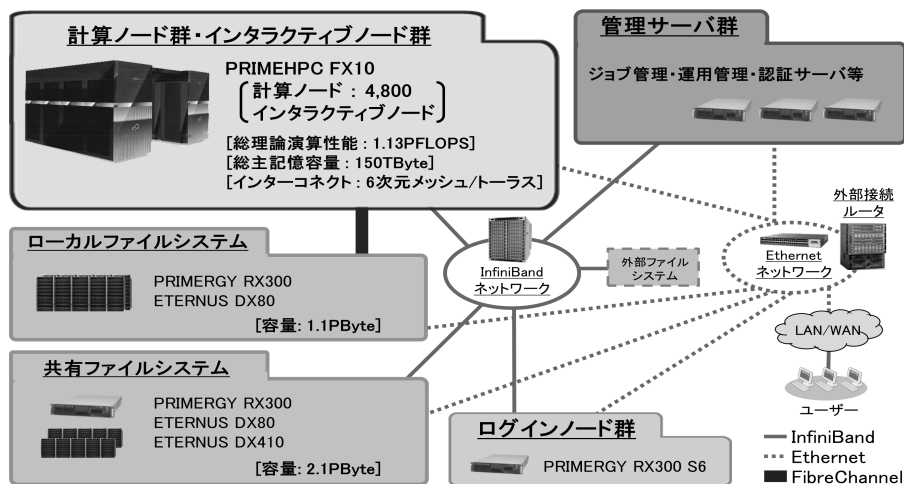 計算ノード群・インタラクティブノード群
PRIMEHPC FX10
計算ノード : 4,800
インタラクティブノード
[総理論演算性能 : 1.13PFLOPS]
[総主記憶容量 : 150TByte]
[インターコネクト : 6次元メッシュ/トーラス]
管理サーバ群
ジョブ管理・運用管理・認証サーバ等
外部接続
ルータ
Ethernet
ネットワーク
InfiniBand
ネットワーク
外部ファイル
システム
ローカルファイルシステム
PRIMERGY RX300
ETERNUS DX80
[容量: 1.1PByte]
LAN/WAN
ユーザー
共有ファイルシステム
PRIMERGY RX300
ETERNUS DX80
ETERNUS DX410
[容量: 2.1PByte]
ログインノード群
PRIMERGY RX300 S6
InfiniBand
Ethernet
FibreChannel